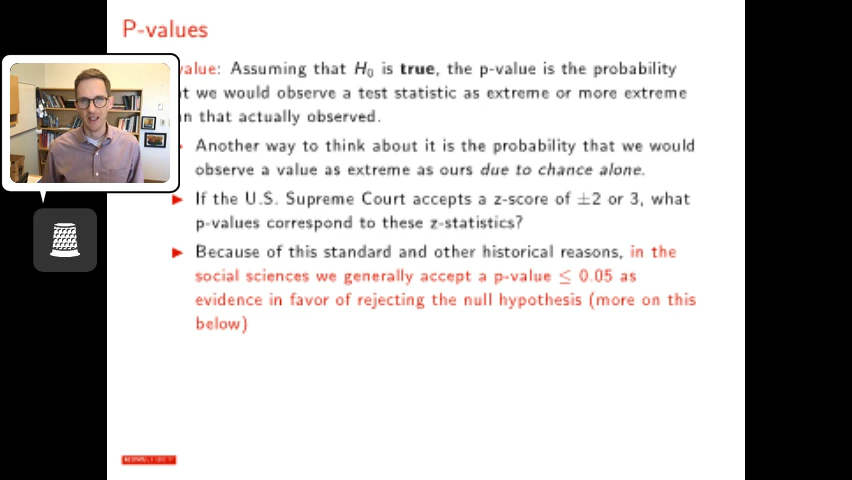 P-values
value: Assuming that H₀ is true, the p-value is the probability
t we would observe a test statistic as extreme or more extreme
n that actually observed.
Another way to think about it is the probability that we would
observe a value as extreme as ours due to chance alone.
If the U.S. Supreme Court accepts a z-score of ±2 or 3, what
p-values correspond to these z-statistics?
Because of this standard and other historical reasons, in the
social sciences we generally accept a p-value ≤ 0.05 as
evidence in favor of rejecting the null hypothesis (more on this
below)